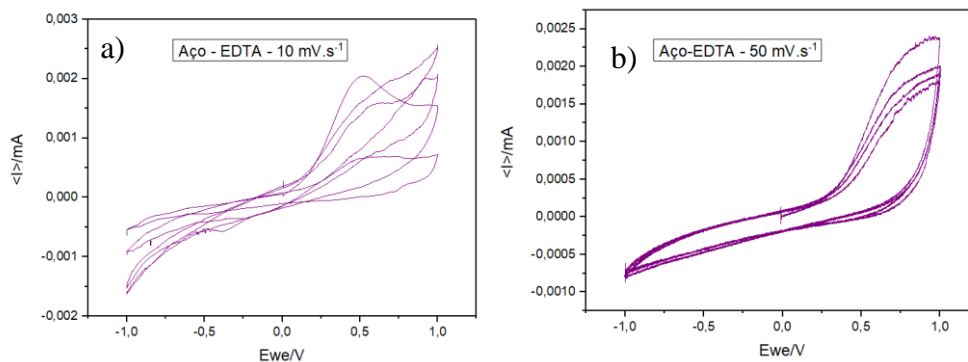 a)
Aço - EDTA - 10 mV.s⁻¹
<I>/mA
0,003
0,002
0,001
0,000
-0,001
-0,002
-1,0 -0,5 0,0 0,5 1,0
Ewe/V
b)
Aço-EDTA - 50 mV.s⁻¹
<I>/mA
0,0025
0,0020
0,0015
0,0010
0,0005
0,0000
-0,0005
-0,0010
-1,0 -0,5 0,0 0,5 1,0
Ewe/V